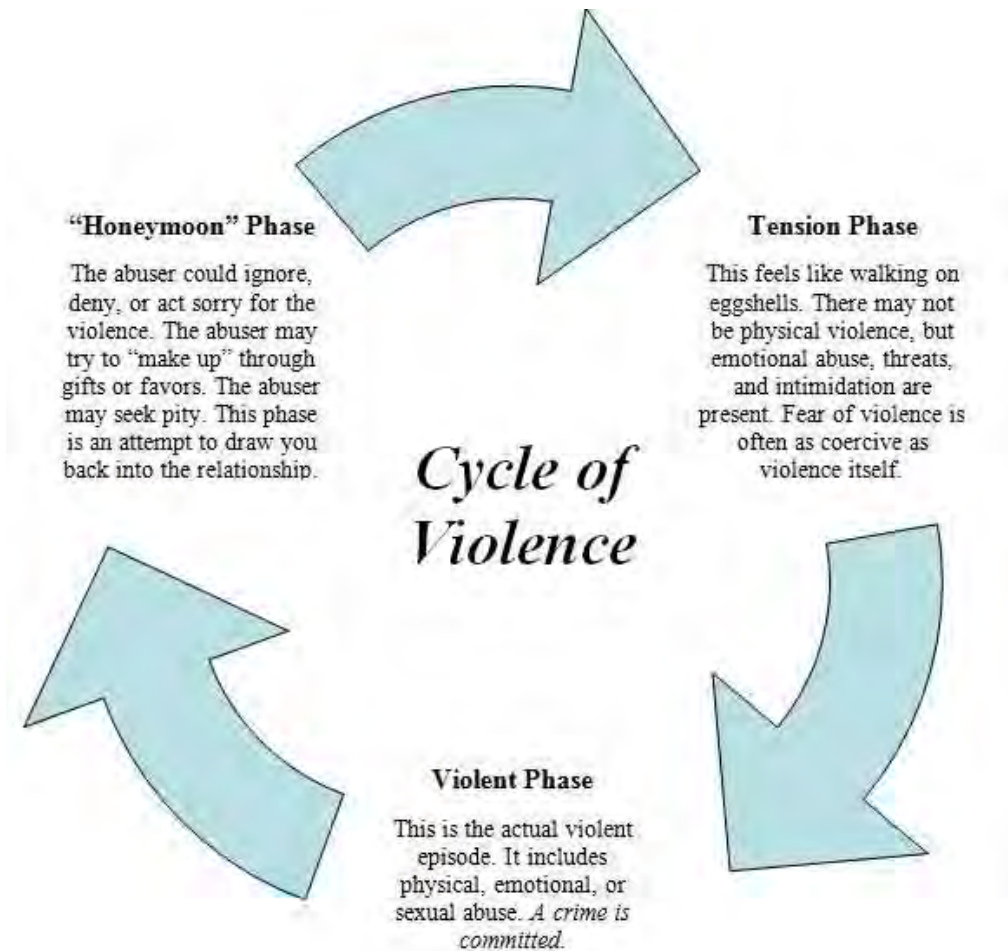 “Honeymoon” Phase
The abuser could ignore,
deny, or act sorry for the
violence. The abuser may
try to “make up” through
gifts or favors. The abuser
may seek pity. This phase
is an attempt to draw you
back into the relationship.
Tension Phase
This feels like walking on
eggshells. There may not
be physical violence, but
emotional abuse, threats,
and intimidation are
present. Fear of violence is
often as coercive as
violence itself.
Cycle of
Violence
Violent Phase
This is the actual violent
episode. It includes
physical, emotional, or
sexual abuse. A crime is
committed.